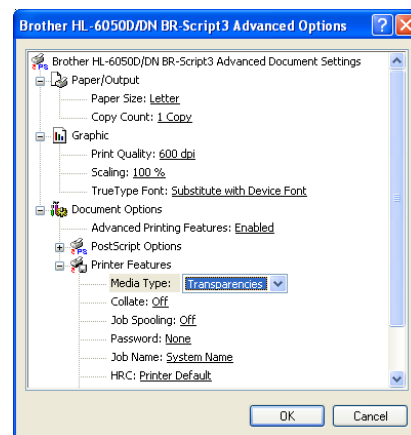 Brother HL-6050D/DN BR-Script3 Advanced Options
Brother HL-6050D/DN BR-Script3 Advanced Document Settings
Paper/Output
Paper Size: Letter
Copy Count: 1 Copy
Graphic
Print Quality: 600 dpi
Scaling: 100 %
TrueType Font: Substitute with Device Font
Document Options
Advanced Printing Features: Enabled
PostScript Options
Printer Features
Media Type: Transparencies
Collate: Off
Job Spooling: Off
Password: None
Job Name: System Name
HRC: Printer Default
OK Cancel